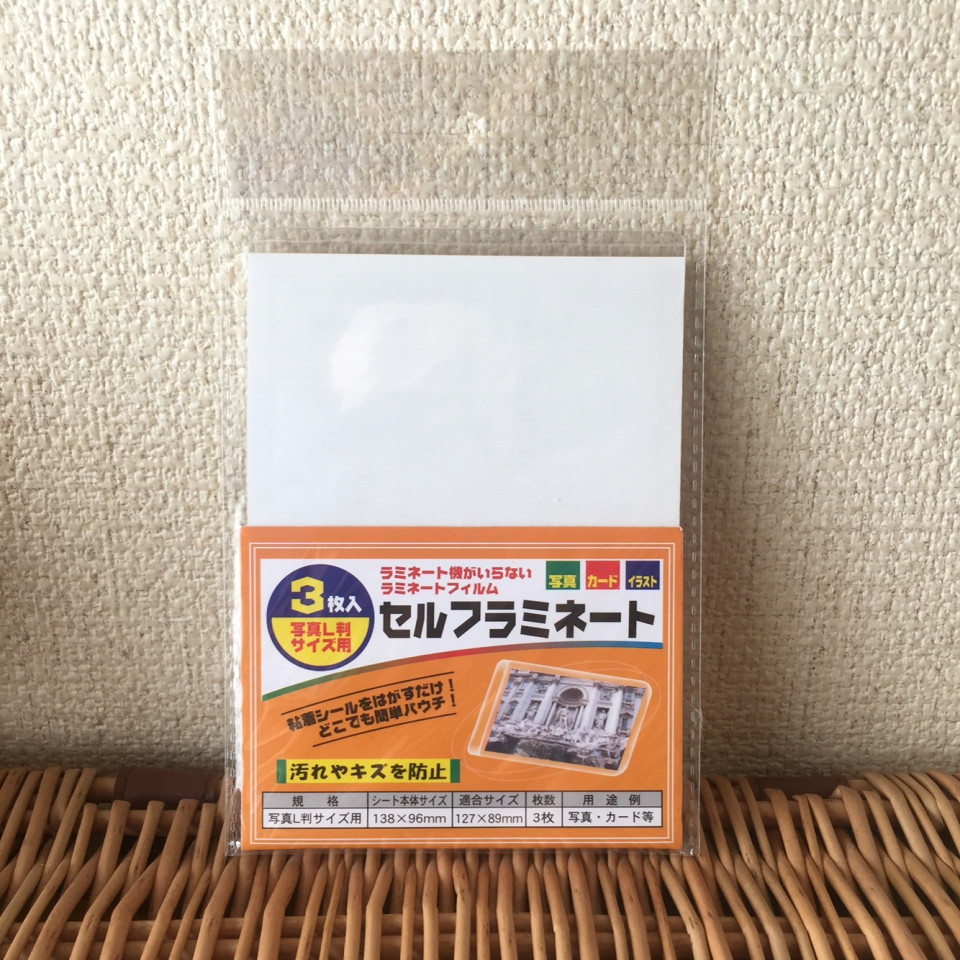 3枚入
写真L判
サイズ用
ラミネート機がいらない
ラミネートフィルム
写真 カード イラスト
セルフラミネート
粘着シールをはがすだけ!
どこでも簡単パウチ!
汚れやキズを防止
規格 シート本体サイズ 適合サイズ 枚数 用途例
写真L判サイズ用 138×96mm 127×89mm 3枚 写真・カード等